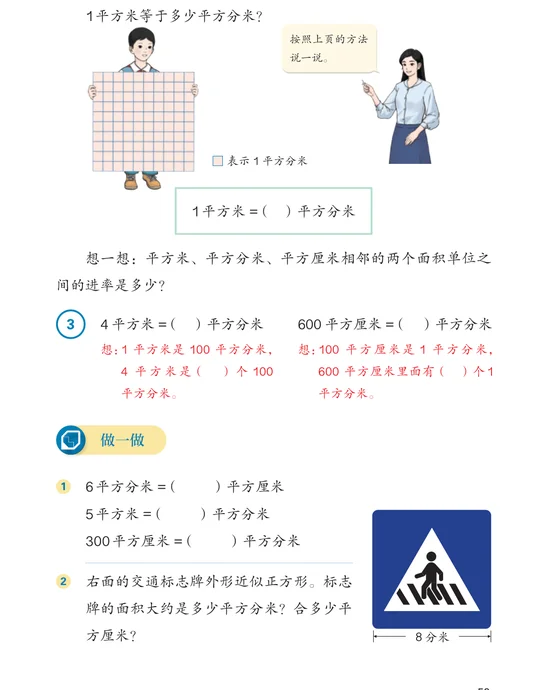 1平方米等于多少平方分米？
按照上页的方法
说一说。
表示1平方分米
1平方米=（ ）平方分米
想一想：平方米、平方分米、平方厘米相邻的两个面积单位之
间的进率是多少？
3
4平方米=（ ）平方分米
想：1平方米是100平方分米，
4平方米是（ ）个100
平方分米。
600平方厘米=（ ）平方分米
想：100平方厘米是1平方分米，
600平方厘米里面有（ ）个1
平方分米。
做一做
1 6平方分米=（ ）平方厘米
5平方米=（ ）平方分米
300平方厘米=（ ）平方分米
2 右面的交通标志牌外形近似正方形。标志
牌的面积大约是多少平方分米？合多少平
方厘米？
8分米